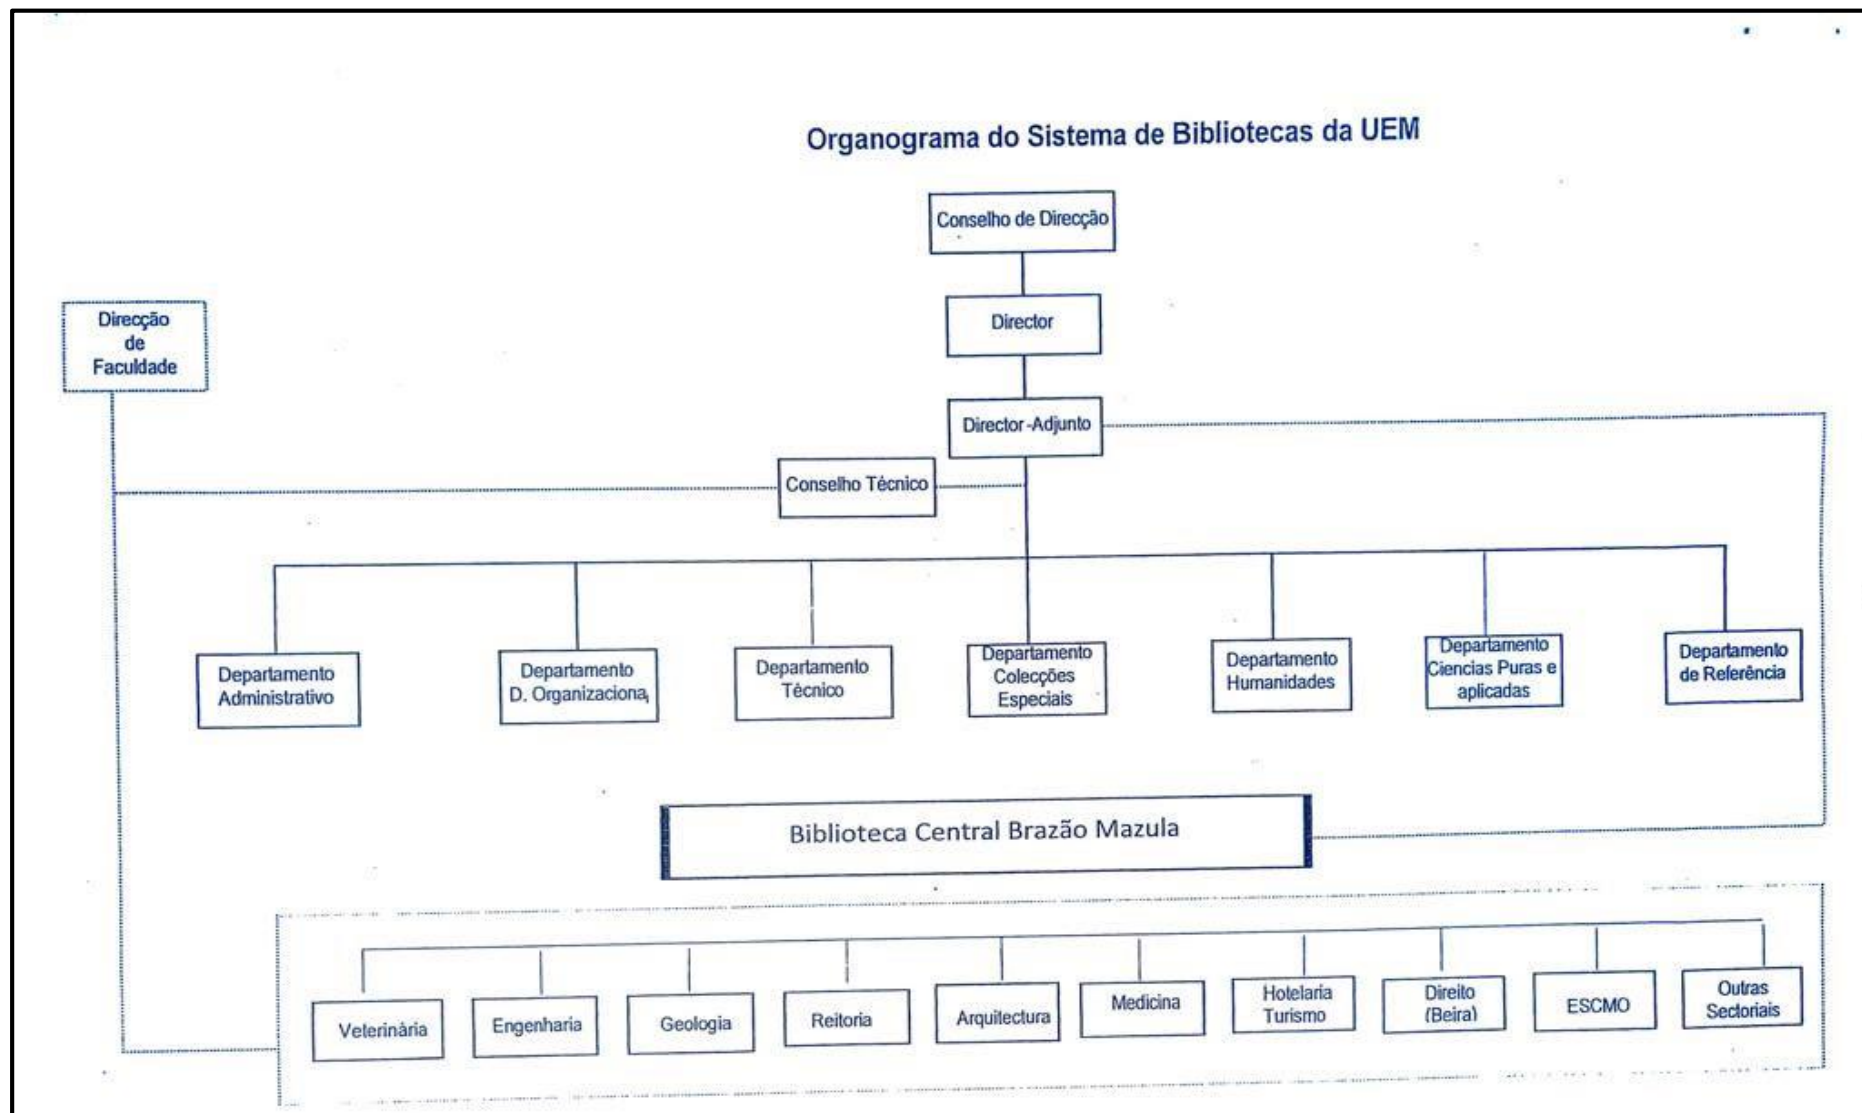 Organograma do Sistema de Bibliotecas da UEM
Conselho de Direcção
Direcção
de
Faculdade
Director
Director-Adjunto
Conselho Técnico
Departamento
Administrativo
Departamento
D. Organizaciona
Departamento
Técnico
Departamento
Colecções
Especiais
Departamento
Humanidades
Departamento
Ciencias Puras e
aplicadas
Departamento
de Referência
Biblioteca Central Brazão Mazula
Veterinària
Engenharia
Geologia
Reitoria
Arquitectura
Medicina
Hotelaria
Turismo
Direito
(Beira)
ESCMO
Outras
Sectoriais